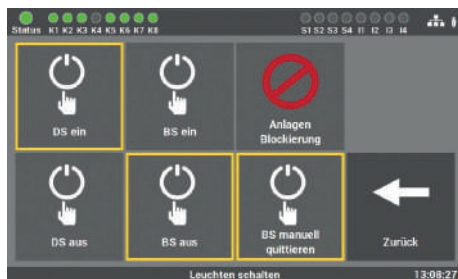 Status K1 K2 K3 K4 K5 K6 K7 K8 S1 S2 S3 S4 I1 I2 I3 I4
DS ein
BS ein
Anlagen
Blockierung
DS aus
BS aus
BS manuell
quittieren
Zurück
Leuchten schalten 13:08:27